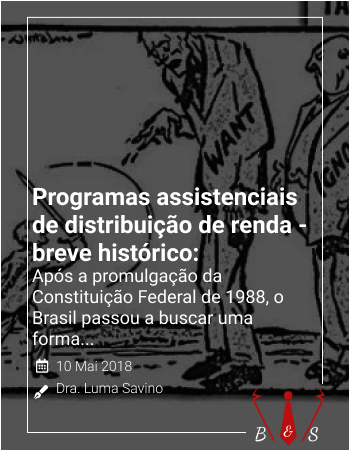 WANT
Programas assistenciais
de distribuição de renda -
breve histórico:
Após a promulgação da
Constituição Federal de 1988, o
Brasil passou a buscar uma
forma...
10 Mai 2018
Dra. Luma Savino
B & S